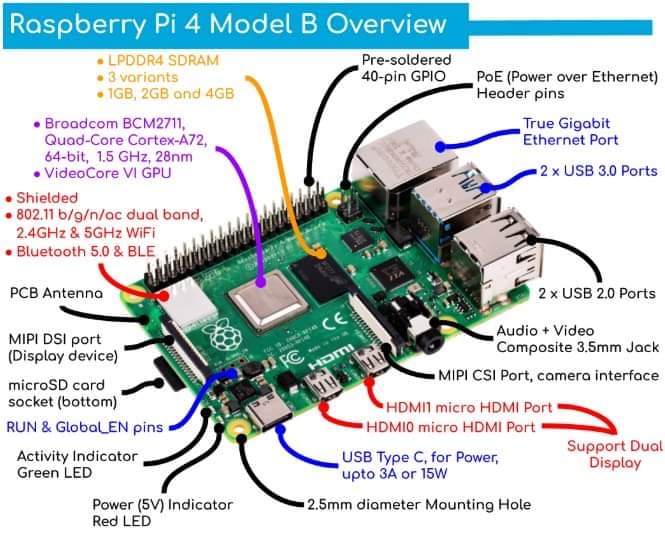 Raspberry Pi 4 Model B Overview
• LPDDR4 SDRAM
• 3 variants
• 1GB, 2GB and 4GB
Pre-soldered
40-pin GPIO
PoE (Power over Ethernet)
Header pins
• Broadcom BCM2711,
Quad-Core Cortex-A72,
64-bit, 1.5 GHz, 28nm
• VideoCore VI GPU
True Gigabit
Ethernet Port
2 x USB 3.0 Ports
• Shielded
• 802.11 b/g/n/ac dual band,
2.4GHz & 5GHz WiFi
• Bluetooth 5.0 & BLE
PCB Antenna
2 x USB 2.0 Ports
MIPI DSI port
(Display device)
Audio + Video
Composite 3.5mm Jack
microSD card
socket (bottom)
MIPI CSI Port, camera interface
RUN & Global_EN pins
HDMI1 micro HDMI Port
HDMI0 micro HDMI Port
Support Dual
Display
Activity Indicator
Green LED
USB Type C, for Power,
upto 3A or 15W
Power (5V) Indicator
Red LED
2.5mm diameter Mounting Hole
CE
FC
HDMI